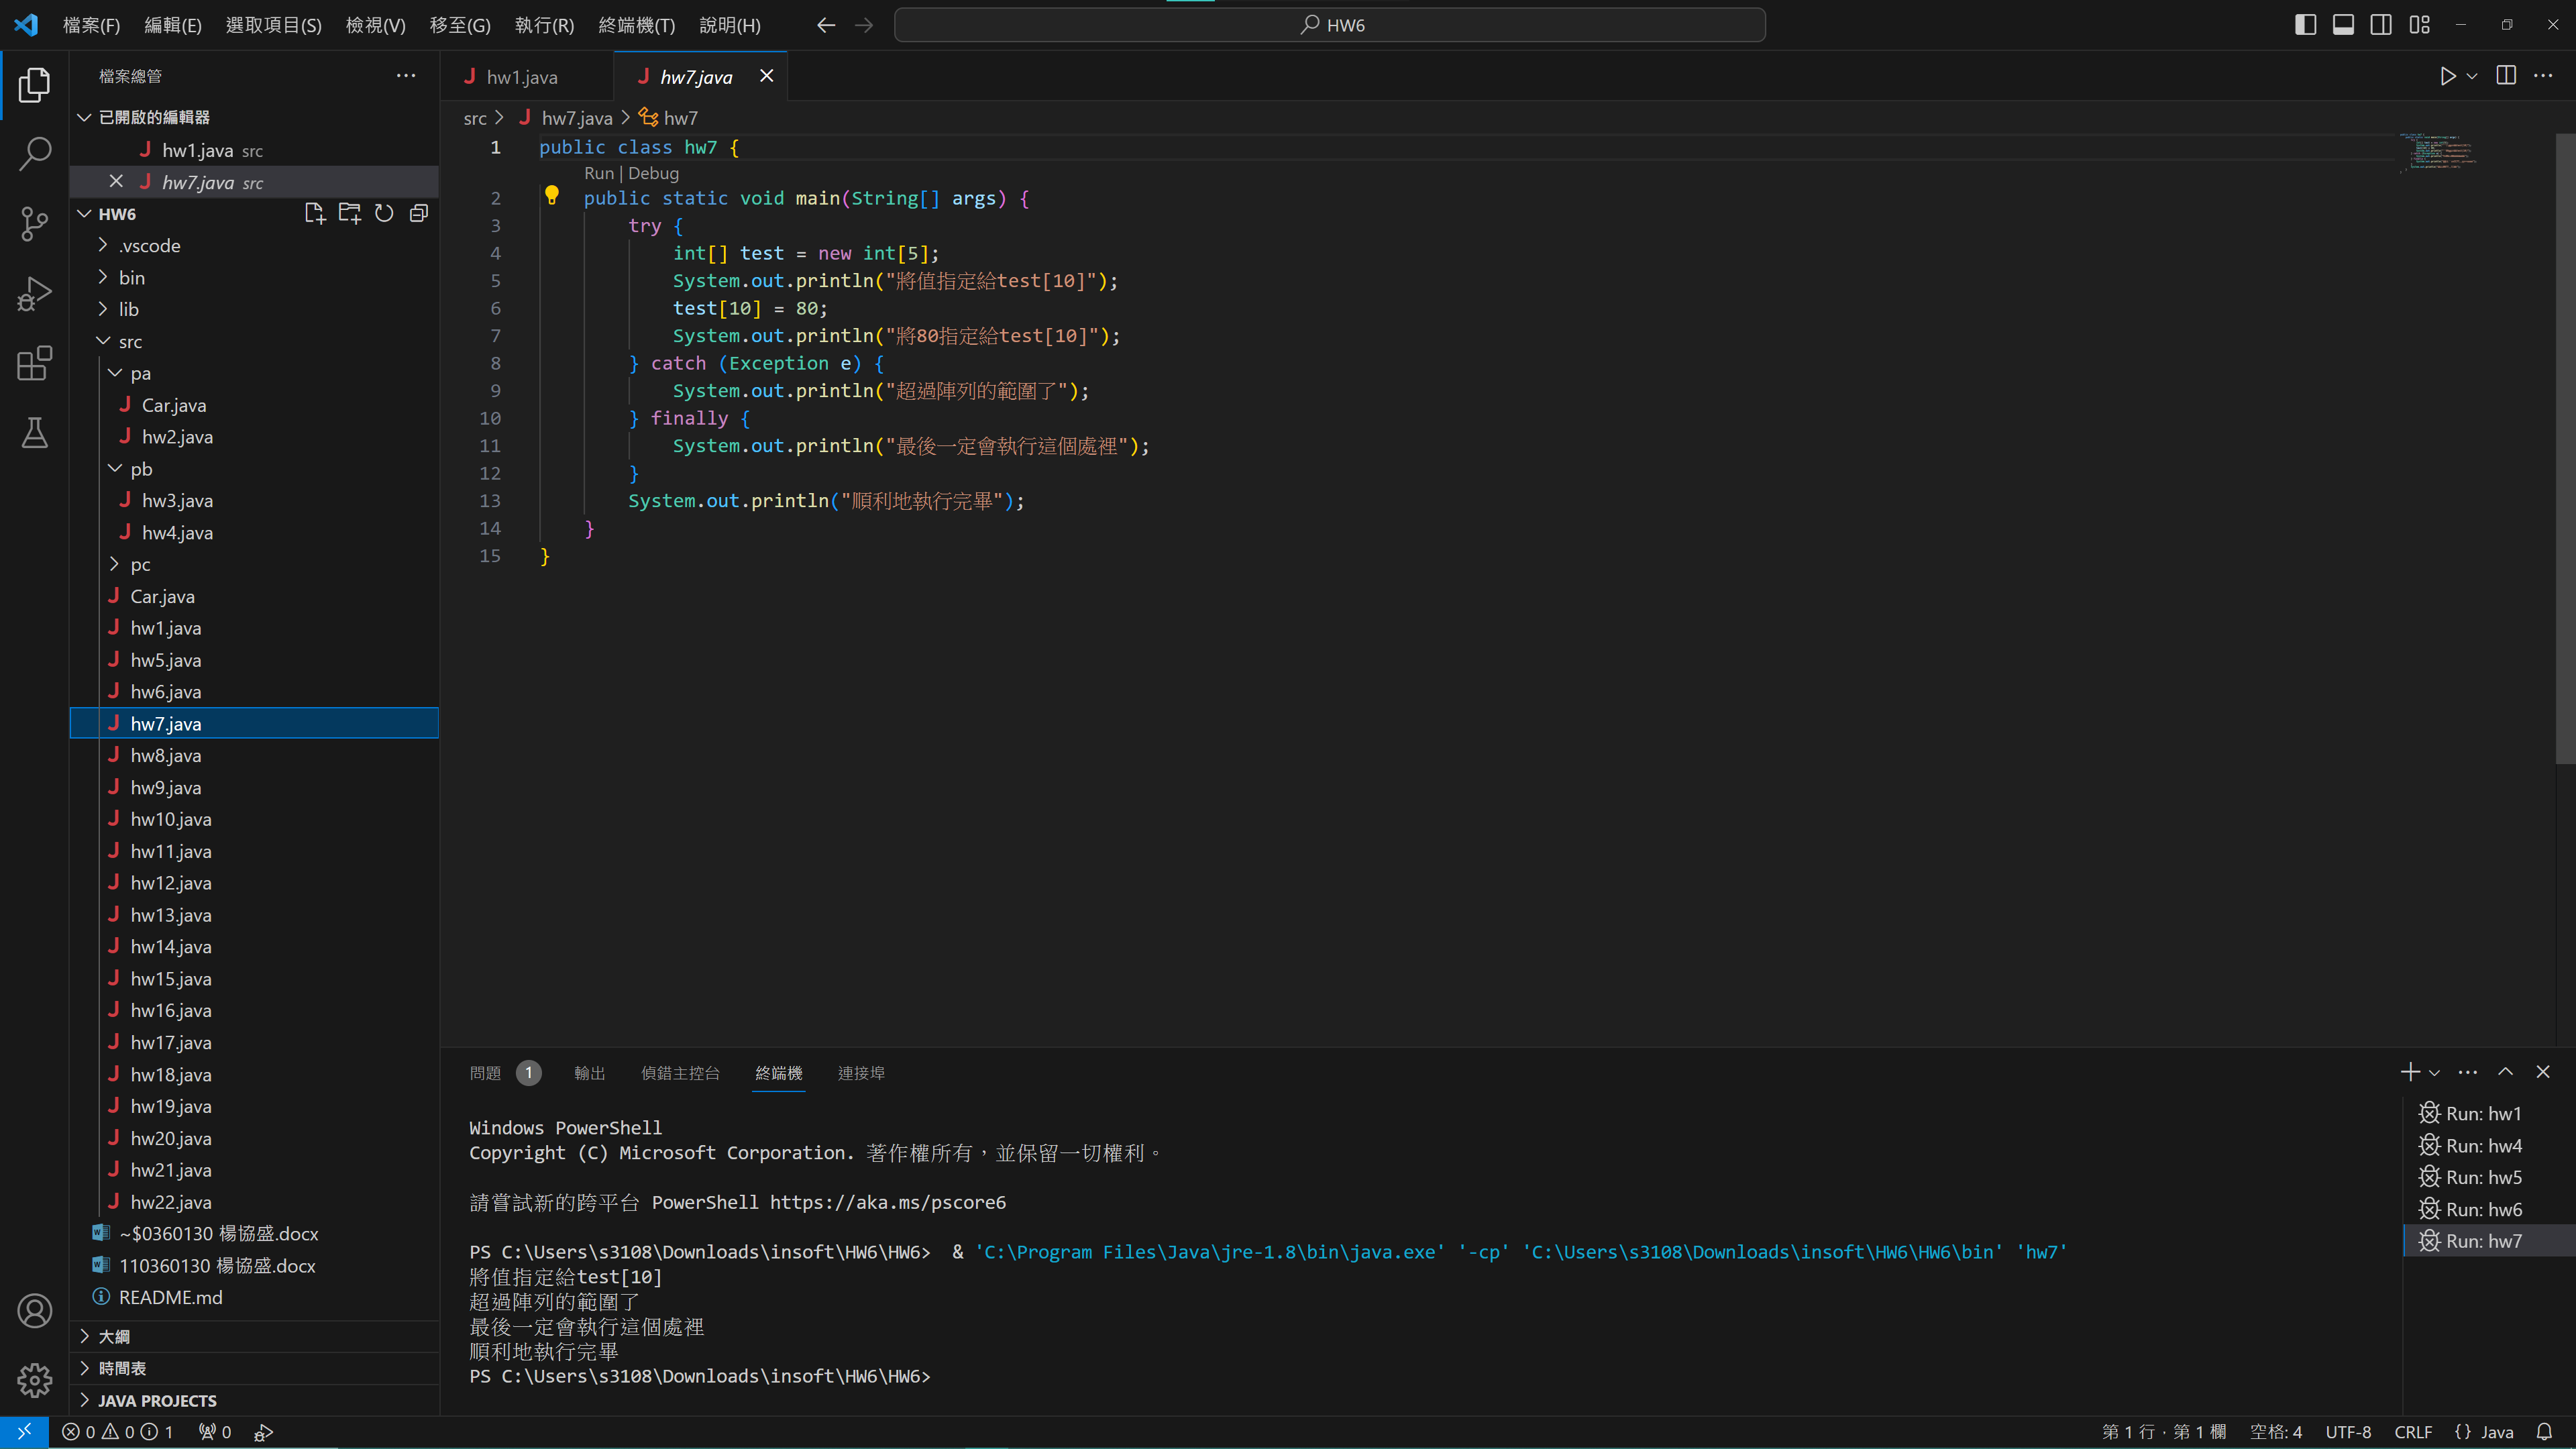 檔案(F) 編輯(E) 選取項目(S) 檢視(V) 移至(G) 執行(R) 終端機(T) 說明(H)
HW6
檔案總管
已開啟的編輯器
hw1.java src
hw7.java src
HW6
.vscode
bin
lib
src
pa
Car.java
hw2.java
pb
hw3.java
hw4.java
pc
Car.java
hw1.java
hw5.java
hw6.java
hw7.java
hw8.java
hw9.java
hw10.java
hw11.java
hw12.java
hw13.java
hw14.java
hw15.java
hw16.java
hw17.java
hw18.java
hw19.java
hw20.java
hw21.java
hw22.java
~$0360130 楊協盛.docx
110360130 楊協盛.docx
README.md
大綱
時間表
JAVA PROJECTS
hw1.java hw7.java
src > hw7.java > hw7
1 public class hw7 {
Run | Debug
2 public static void main(String[] args) {
3 try {
4 int[] test = new int[5];
5 System.out.println("將值指定給test[10]");
6 test[10] = 80;
7 System.out.println("將80指定給test[10]");
8 } catch (Exception e) {
9 System.out.println("超過陣列的範圍了");
10 } finally {
11 System.out.println("最後一定會執行這個處裡");
12 }
13 System.out.println("順利地執行完畢");
14 }
15 }
問題 1 輸出 偵錯主控台 終端機 連接埠
Windows PowerShell
Copyright (C) Microsoft Corporation. 著作權所有，並保留一切權利。
請嘗試新的跨平台 PowerShell https://aka.ms/pscore6
PS C:\Users\s3108\Downloads\insoft\HW6\HW6> & 'C:\Program Files\Java\jre-1.8\bin\java.exe' '-cp' 'C:\Users\s3108\Downloads\insoft\HW6\HW6\bin' 'hw7'
將值指定給test[10]
超過陣列的範圍了
最後一定會執行這個處裡
順利地執行完畢
PS C:\Users\s3108\Downloads\insoft\HW6\HW6>
Run: hw1
Run: hw4
Run: hw5
Run: hw6
Run: hw7
0 0 1 0
第 1 行，第 1 欄 空格: 4 UTF-8 CRLF {} Java